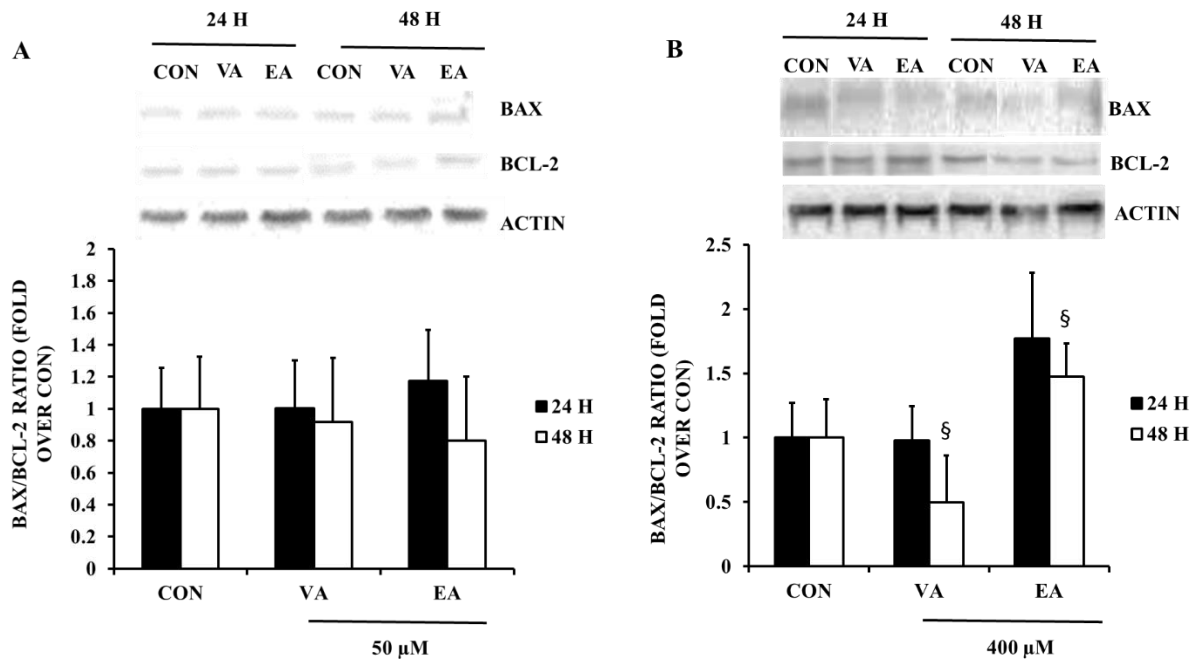 A
24 H 48 H
CON VA EA CON VA EA
BAX
BCL-2
ACTIN
BAX/BCL-2 RATIO (FOLD
OVER CON)
2
1.8
1.6
1.4
1.2
1
0.8
0.6
0.4
0.2
0
CON VA EA
50 µM
24 H
48 H
B
24 H 48 H
CON VA EA CON VA EA
BAX
BCL-2
ACTIN
BAX/BCL-2 RATIO (FOLD
OVER CON)
2.5
2
1.5
1
0.5
0
§
§
CON VA EA
400 µM
24 H
48 H